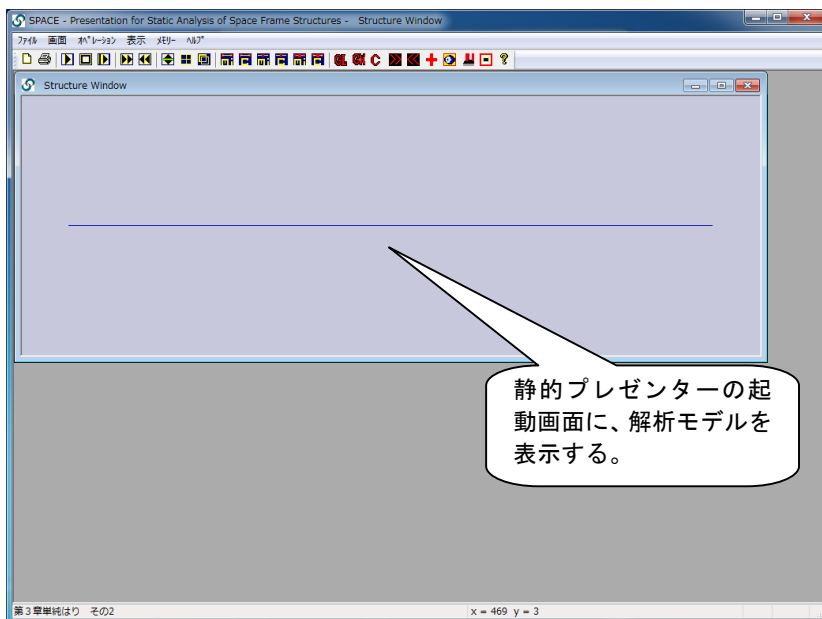 SPACE - Presentation for Static Analysis of Space Frame Structures - Structure Window
ﾌｧｲﾙ 画面 ｵﾍﾟﾚｰｼｮﾝ 表示 ﾒﾓﾘｰ ﾍﾙﾌﾟ
Structure Window
静的プレゼンターの起
動画面に、解析モデルを
表示する。
第３章単純はり その2
x = 469 y = 3